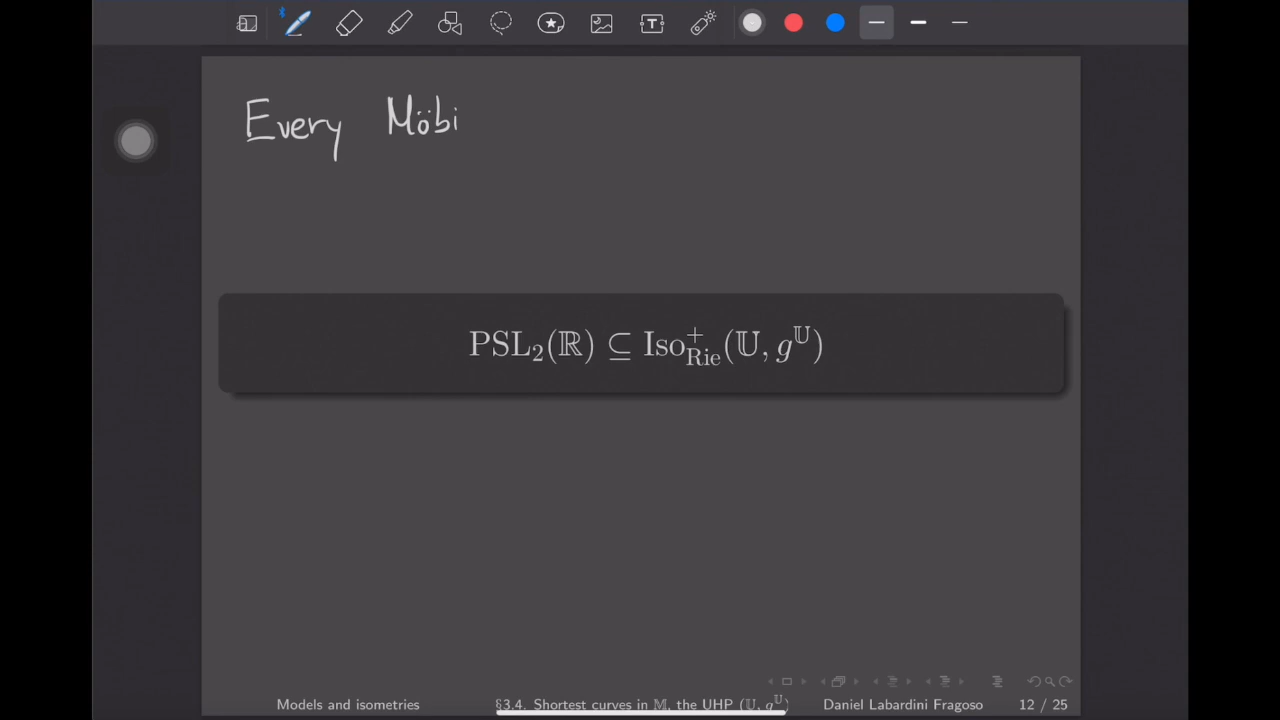 Every Möbi
PSL₂(ℝ) ⊆ Iso⁺_Rie(𝕌, g^𝕌)
Models and isometries §3.4. Shortest curves in 𝕄, the UHP (𝕌, g^𝕌) Daniel Labardini Fragoso 12 / 25